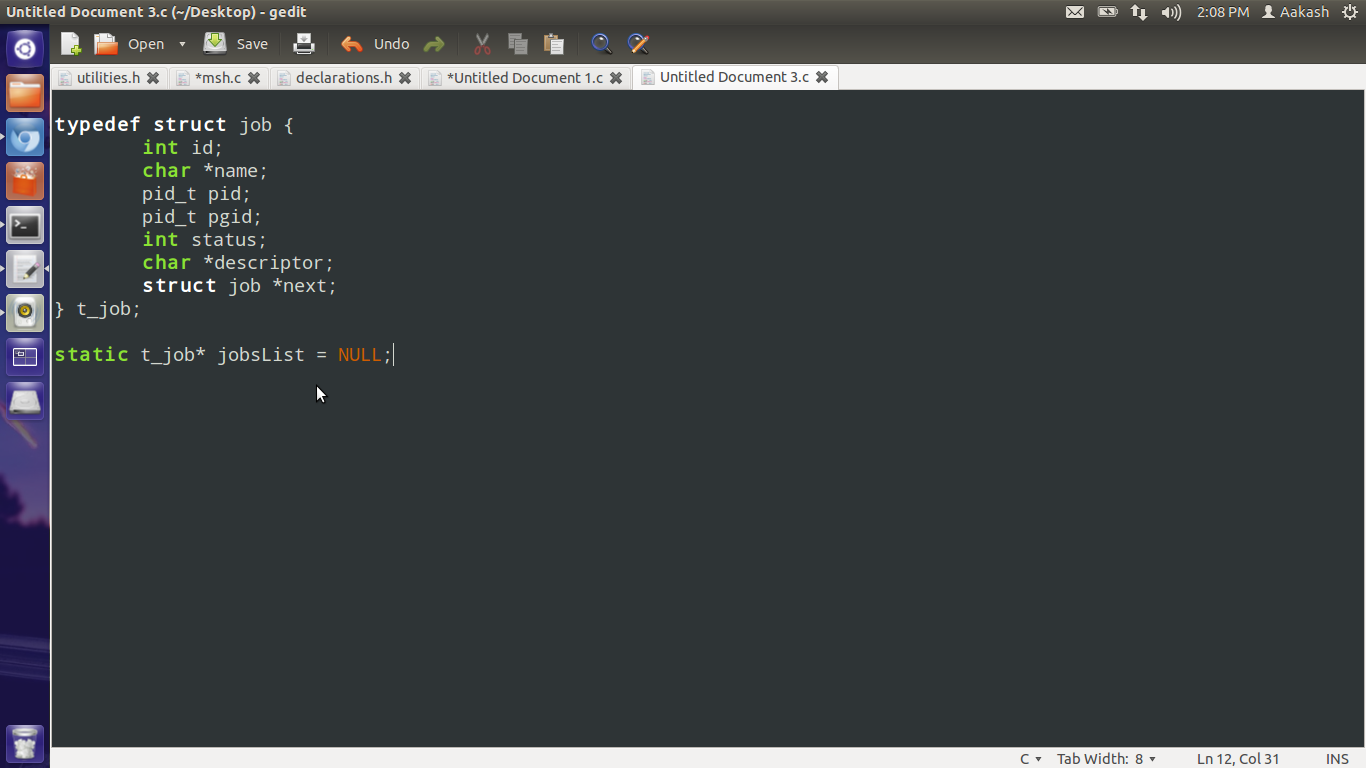 Untitled Document 3.c (~/Desktop) - gedit
2:08 PM Aakash
Open Save Undo
utilities.h *msh.c declarations.h *Untitled Document 1.c Untitled Document 3.c
typedef struct job {
int id;
char *name;
pid_t pid;
pid_t pgid;
int status;
char *descriptor;
struct job *next;
} t_job;
static t_job* jobsList = NULL;
C Tab Width: 8 Ln 12, Col 31 INS